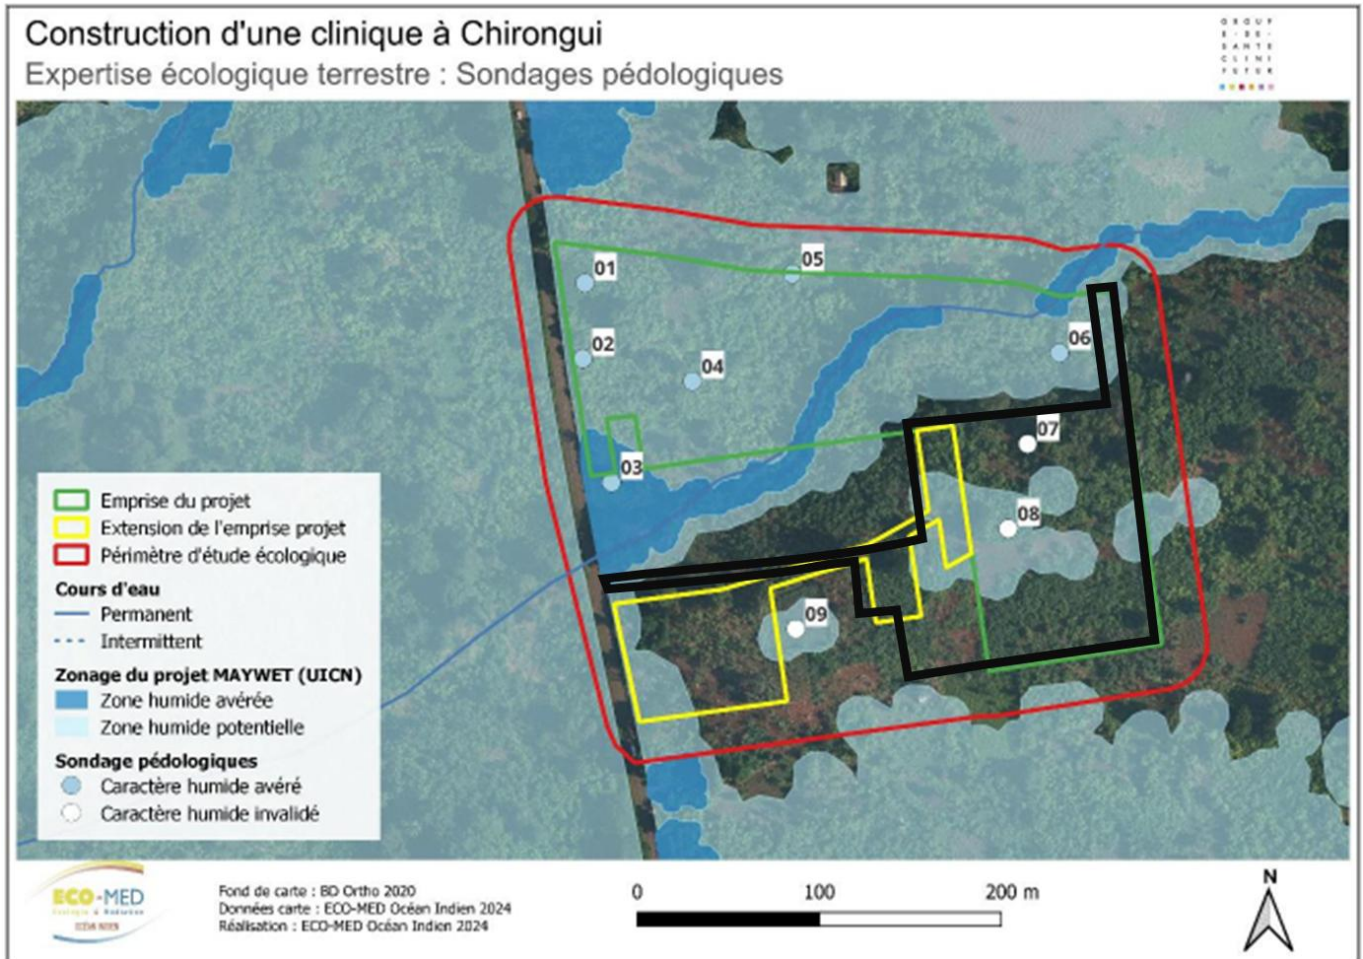 Construction d'une clinique à Chirongui
Expertise écologique terrestre : Sondages pédologiques
G R O U P
E - D E -
S A N T E
C L I N I
F U T U R
01
05
02
06
04
07
03
08
09
Emprise du projet
Extension de l'emprise projet
Périmètre d'étude écologique
Cours d'eau
Permanent
Intermittent
Zonage du projet MAYWET (UICN)
Zone humide avérée
Zone humide potentielle
Sondage pédologiques
Caractère humide avéré
Caractère humide invalidé
ECO-MED
Fond de carte : BD Ortho 2020
Données carte : ECO-MED Océan Indien 2024
Réalisation : ECO-MED Océan Indien 2024
0 100 200 m
N